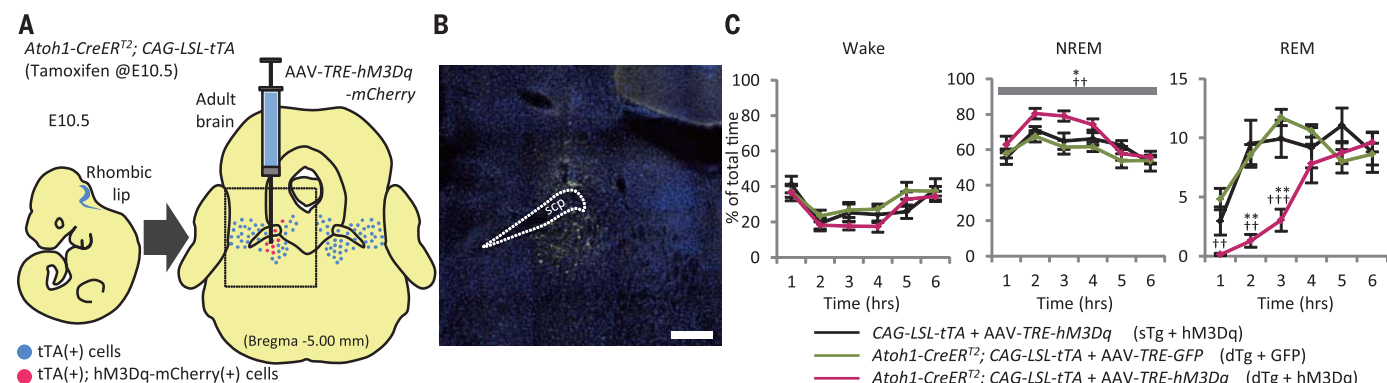 A
Atoh1-CreERT2; CAG-LSL-tTA
(Tamoxifen @E10.5)
E10.5
Rhombic
lip
Adult
brain
AAV-TRE-hM3Dq
-mCherry
(Bregma -5.00 mm)
tTA(+) cells
tTA(+); hM3Dq-mCherry(+) cells
B
scp
C
Wake
% of total time
100
80
60
40
20
0
1 2 3 4 5 6
Time (hrs)
NREM
*
††
100
80
60
40
20
0
1 2 3 4 5 6
Time (hrs)
REM
15
10
5
0
††
**
††
**
†††
1 2 3 4 5 6
Time (hrs)
CAG-LSL-tTA + AAV-TRE-hM3Dq (sTg + hM3Dq)
Atoh1-CreERT2; CAG-LSL-tTA + AAV-TRE-GFP (dTg + GFP)
Atoh1-CreERT2; CAG-LSL-tTA + AAV-TRE-hM3Dq (dTg + hM3Dq)